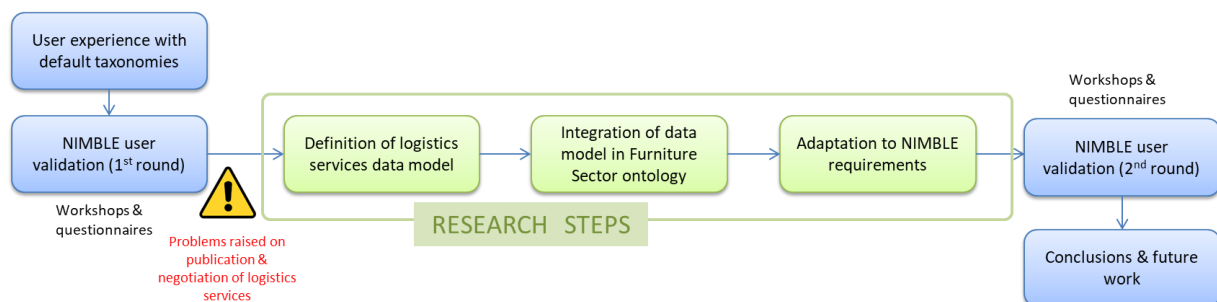 User experience with
default taxonomies
NIMBLE user
validation (1st round)
Workshops &
questionnaires
Problems raised on
publication &
negotiation of logistics
services
Definition of logistics
services data model
Integration of data
model in Furniture
Sector ontology
Adaptation to NIMBLE
requirements
RESEARCH STEPS
Workshops &
questionnaires
NIMBLE user
validation (2nd round)
Conclusions & future
work